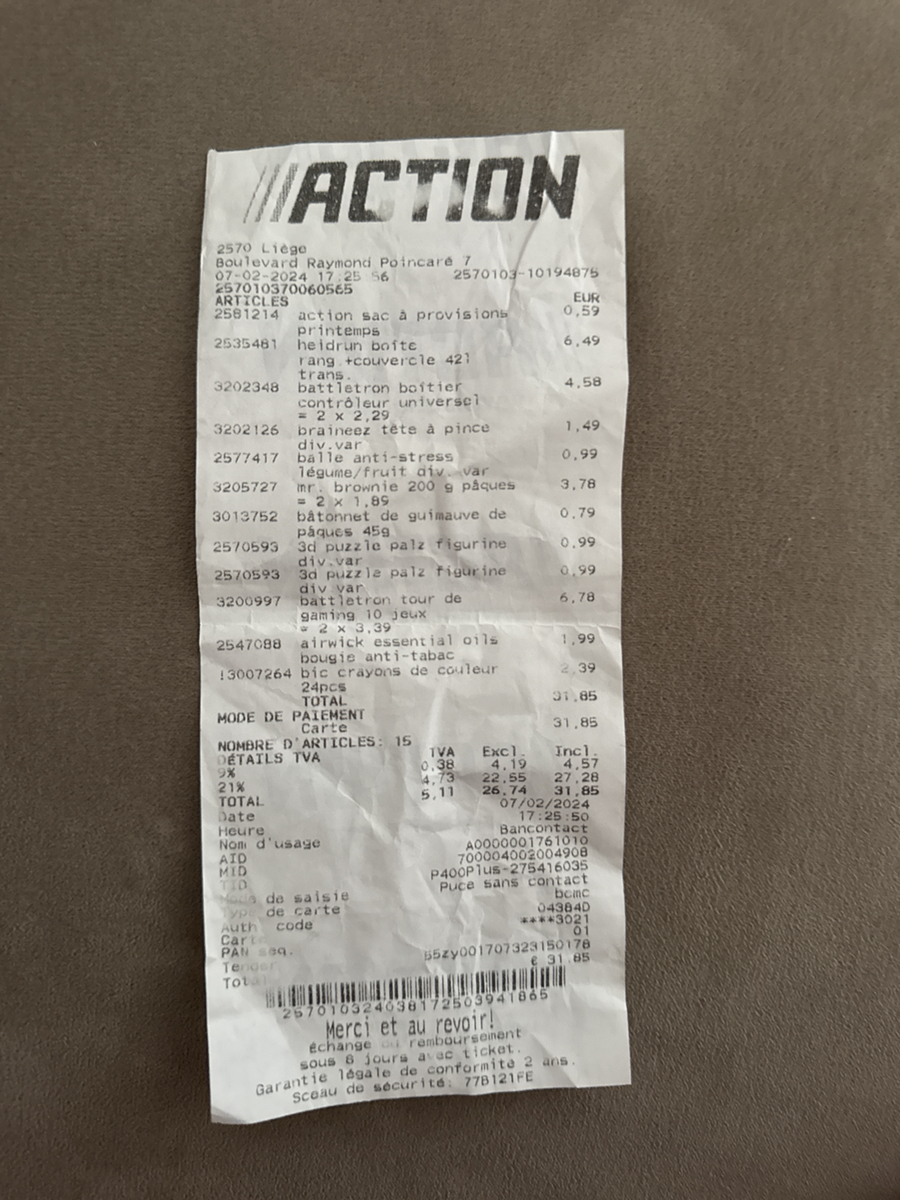 ACTION
2570 Liège
Boulevard Raymond Poincaré 7
07-02-2024 17:25 56 2570103-10194875
257010370060565
ARTICLES EUR
2581214 action sac à provisions 0,59
printemps
2535481 heidrun boîte 6,49
rang.+couvercle 42l
trans.
3202348 battletron boîtier 4,58
contrôleur universel
= 2 x 2,29
3202126 braineez tête à pince 1,49
div.var
2577417 balle anti-stress 0,99
légume/fruit div. var
3205727 mr. brownie 200 g pâques 3,78
= 2 x 1,89
3013752 bâtonnet de guimauve de 0,79
pâques 45g
2570593 3d puzzle palz figurine 0,99
div.var
2570593 3d puzzle palz figurine 0,99
div.var
3200997 battletron tour de 6,78
gaming 10 jeux
= 2 x 3,39
2547088 airwick essential oils 1,99
bougie anti-tabac
!3007264 bic crayons de couleur 2,39
24pcs
TOTAL 31,85
MODE DE PAIEMENT
Carte 31,85
NOMBRE D'ARTICLES: 15
DÉTAILS TVA TVA Excl. Incl.
9% 0,38 4,19 4,57
21% 4,73 22,55 27,28
TOTAL 5,11 26,74 31,85
Date 07/02/2024
Heure 17:25:50
Nom d'usage Bancontact
AID A0000001761010
MID 700004002004908
TID P400Plus-275416035
Mode de saisie Puce sans contact
Type de carte bcmc
Auth. code 04384D
Carte ****3021
PAN seq. 01
Tender B5zy001707323150178
Total € 31,85
257010324038172503941865
Merci et au revoir!
échange ou remboursement
sous 8 jours avec ticket.
Garantie légale de conformité 2 ans.
Sceau de sécurité: 77B121FE